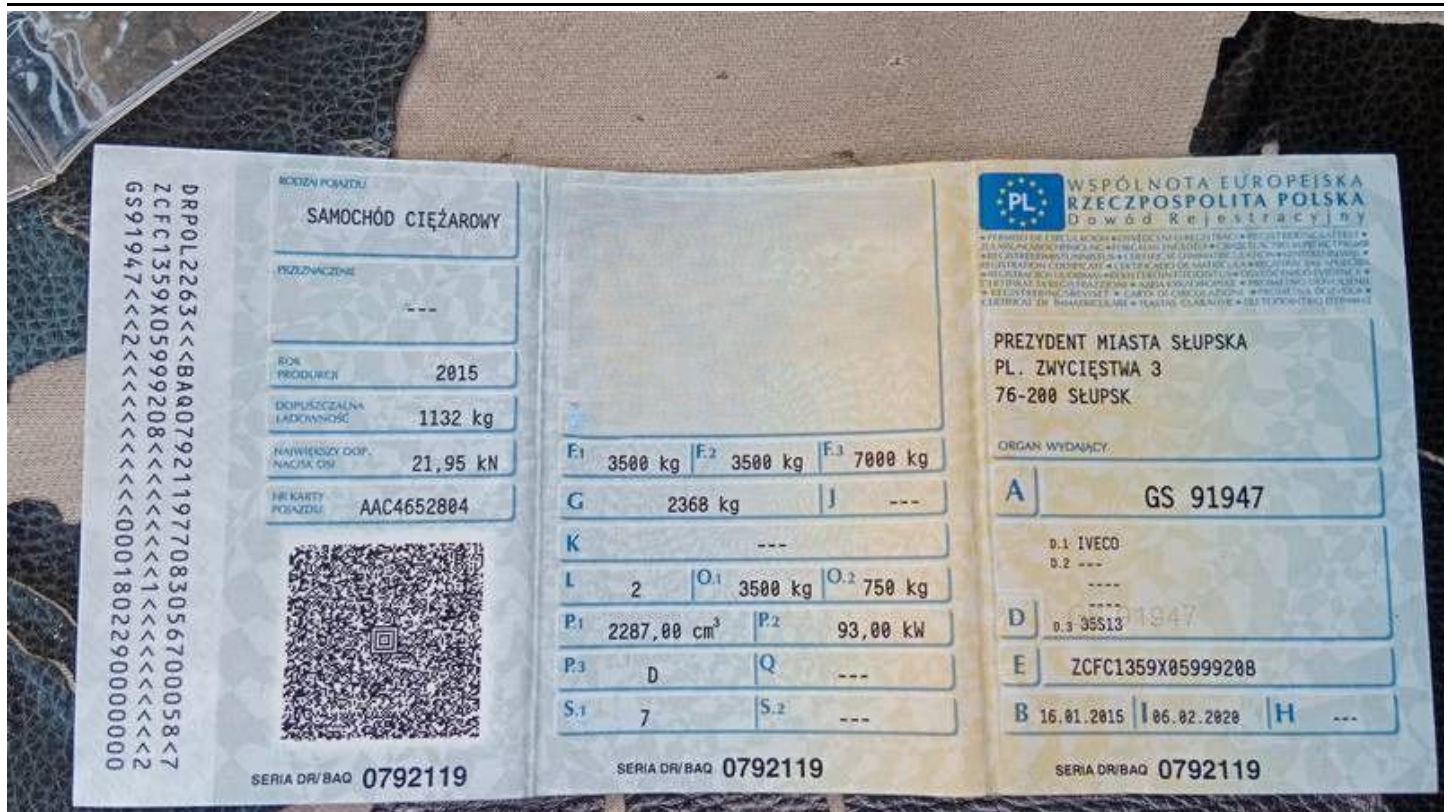 DRPOL2263<<<BAQ0792119770830567000058<7
ZCFC1359X05999208<<<<<<<1<<<<<<<<<2
GS91947<<<2<<<<<<<<<<00018022900000000
RODZAJ POJAZDU
SAMOCHÓD CIĘŻAROWY
PRZEZNACZENIE
---
ROK
PRODUKCJI
2015
DOPUSZCZALNA
ŁADOWNOŚĆ
1132 kg
NAJWIĘKSZY DOP.
NACISK OSI
21,95 kN
NR KARTY
POJAZDU
AAC4652804
SERIA DR/BAQ 0792119
F.1 3500 kg F.2 3500 kg F.3 7000 kg
G 2368 kg J ---
K ---
L 2 O.1 3500 kg O.2 750 kg
P.1 2287,00 cm³ P.2 93,00 kW
P.3 D Q ---
S.1 7 S.2 ---
SERIA DR/BAQ 0792119
PL
WSPÓLNOTA EUROPEJSKA
RZECZPOSPOLITA POLSKA
Dowód Rejestracyjny
PREZYDENT MIASTA SŁUPSKA
PL. ZWYCIĘSTWA 3
76-200 SŁUPSK
ORGAN WYDAJĄCY
A GS 91947
D.1 IVECO
D.2 ---
----
----
D D.3 35S13
E ZCFC1359X05999208
B 16.01.2015 I 06.02.2020 H ---
SERIA DR/BAQ 0792119